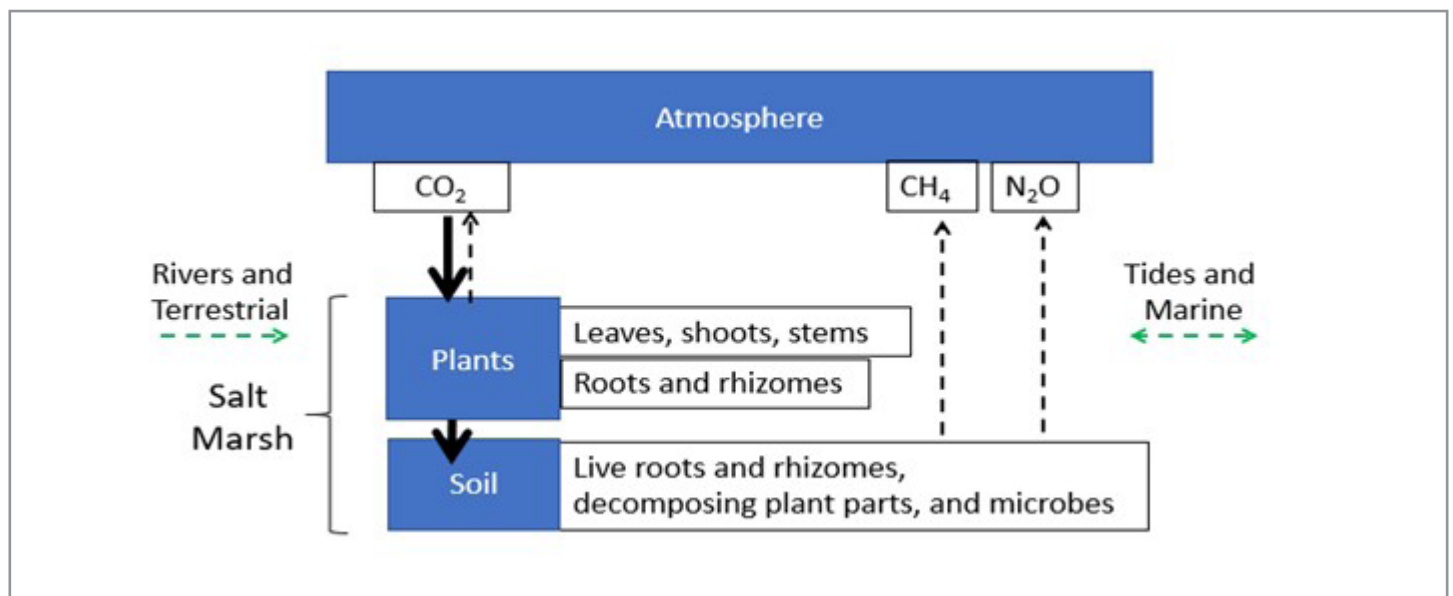 Atmosphere
CO₂
CH₄
N₂O
Rivers and
Terrestrial
Tides and
Marine
Leaves, shoots, stems
Plants
Roots and rhizomes
Salt
Marsh
Soil
Live roots and rhizomes,
decomposing plant parts, and microbes